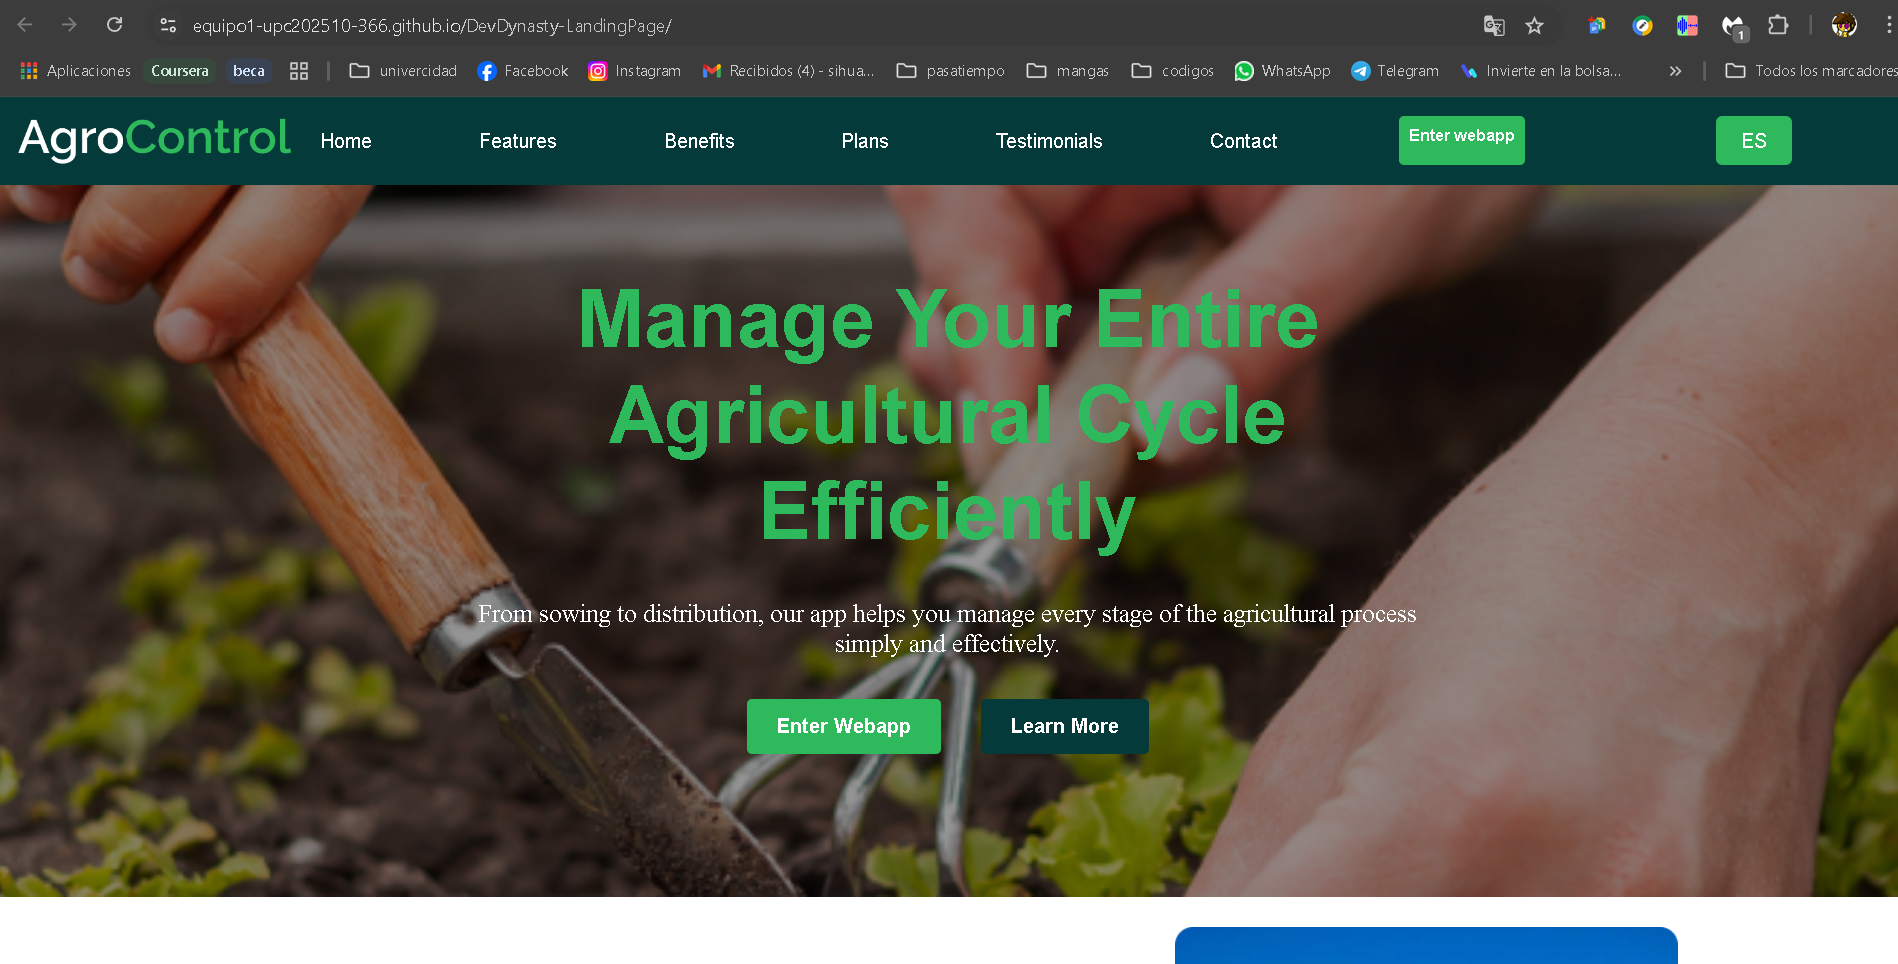 equipo1-upc202510-366.github.io/DevDynasty-LandingPage/
1
Aplicaciones Coursera beca univercidad Facebook Instagram Recibidos (4) - sihua... pasatiempo mangas codigos WhatsApp Telegram Invierte en la bolsa... » Todos los marcadores
AgroControl Home Features Benefits Plans Testimonials Contact Enter webapp ES
Manage Your Entire
Agricultural Cycle
Efficiently
From sowing to distribution, our app helps you manage every stage of the agricultural process
simply and effectively.
Enter Webapp Learn More